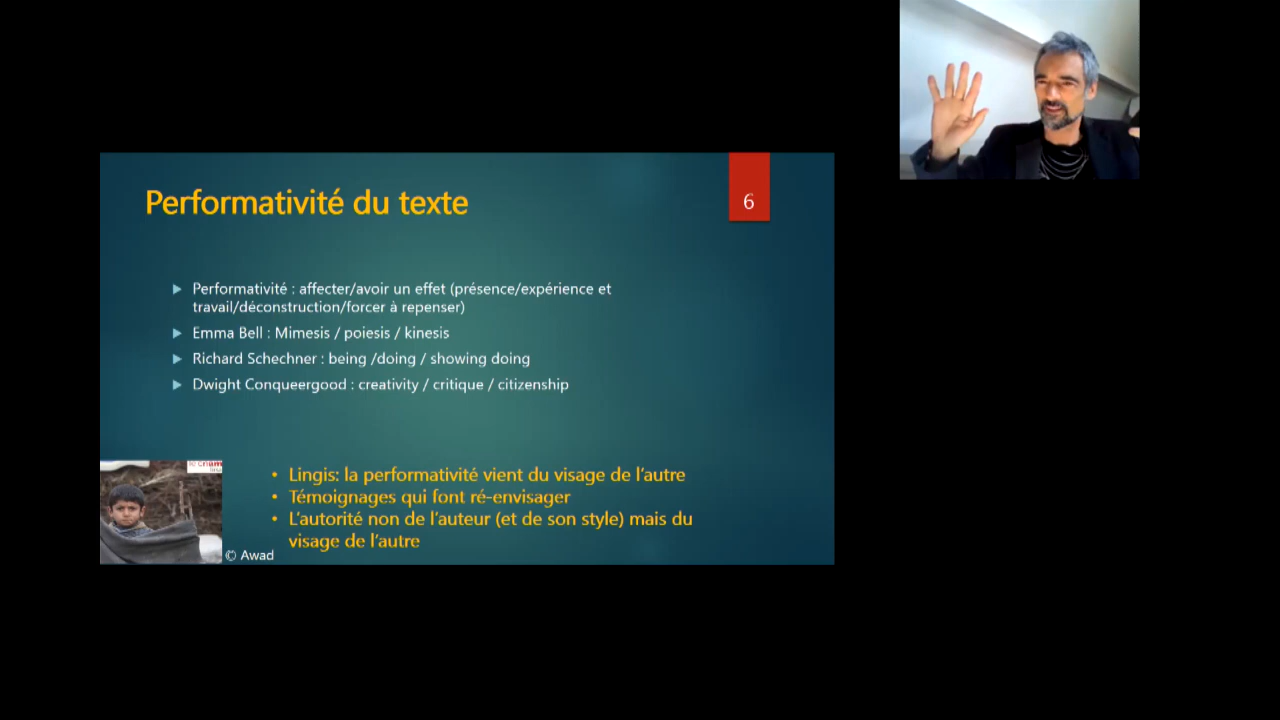 Performativité du texte
6
Performativité : affecter/avoir un effet (présence/expérience et
travail/déconstruction/forcer à repenser)
Emma Bell : Mimesis / poiesis / kinesis
Richard Schechner : being /doing / showing doing
Dwight Conqueergood : creativity / critique / citizenship
le cnam
Lingis: la performativité vient du visage de l'autre
Témoignages qui font ré-envisager
L'autorité non de l'auteur (et de son style) mais du
visage de l'autre
© Awad